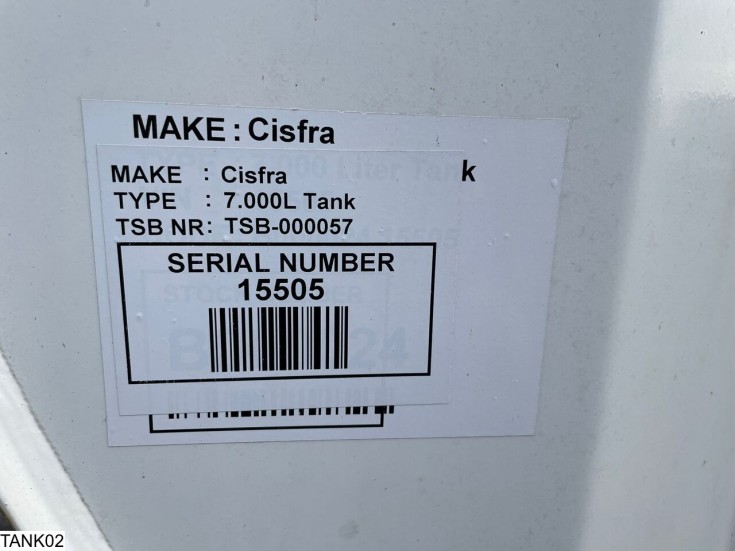 MAKE : Cisfra
k
MAKE : Cisfra
TYPE : 7.000L Tank
TSB NR: TSB-000057
SERIAL NUMBER
15505
TANK02